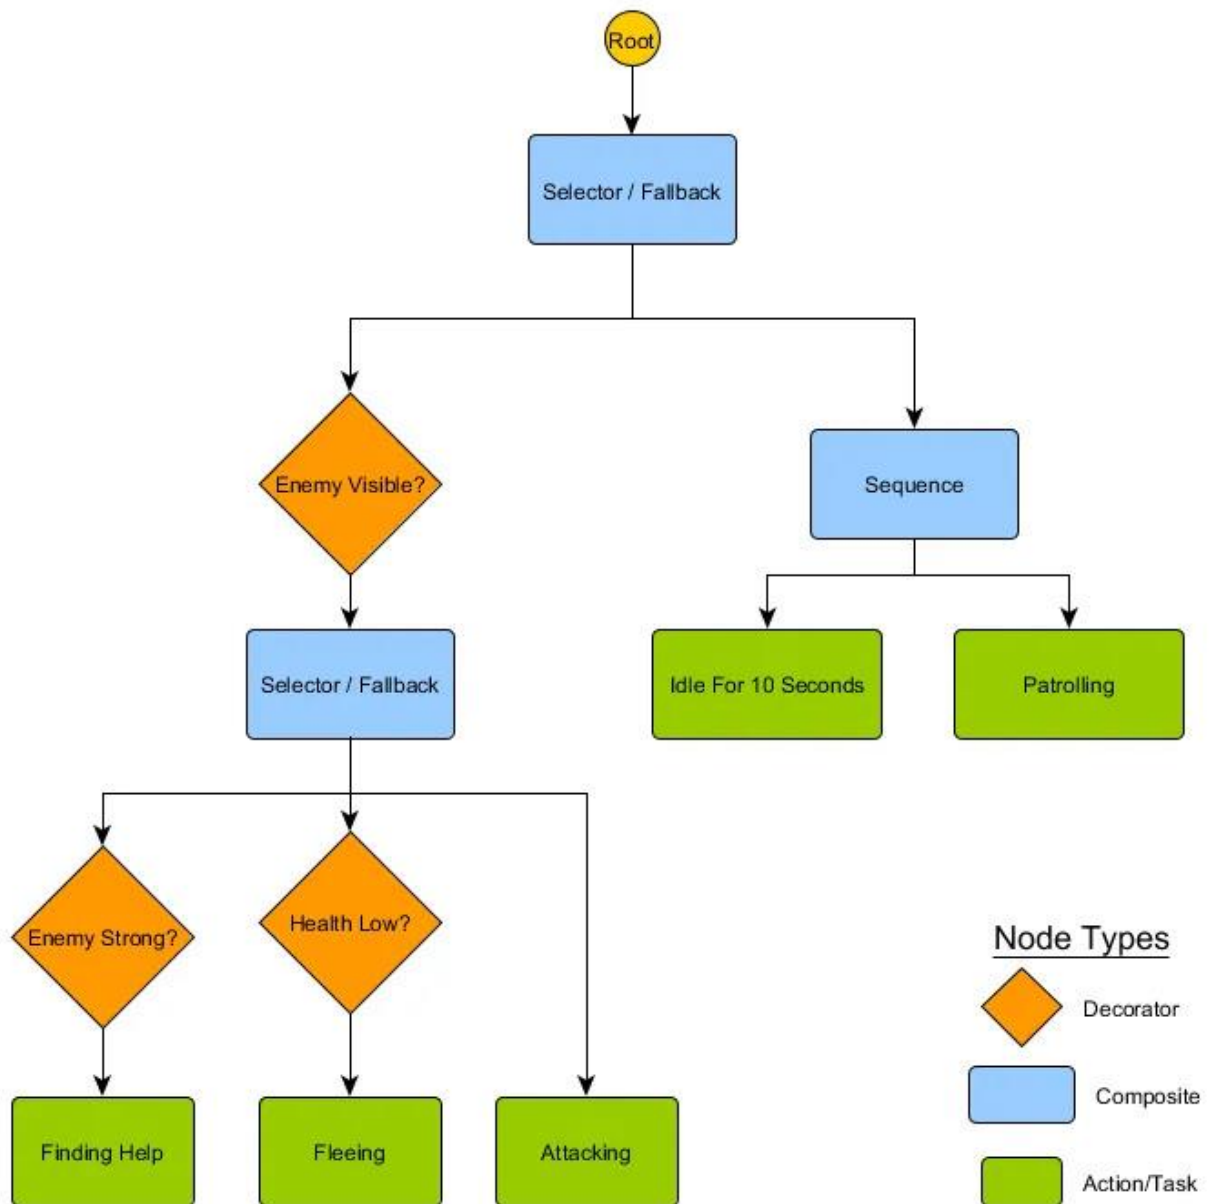 Root
Selector / Fallback
Enemy Visible?
Sequence
Selector / Fallback
Idle For 10 Seconds
Patrolling
Enemy Strong?
Health Low?
Finding Help
Fleeing
Attacking
Node Types
Decorator
Composite
Action/Task